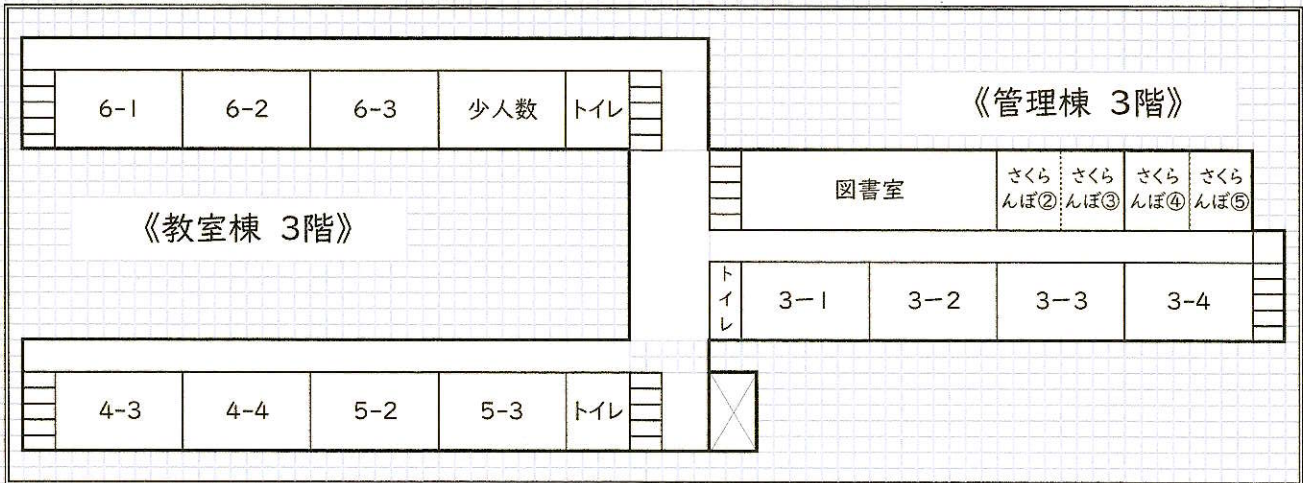 6-1
6-2
6-3
少人数
トイレ
《管理棟 3階》
図書室
さくら
んぼ②
さくら
んぼ③
さくら
んぼ④
さくら
んぼ⑤
《教室棟 3階》
トイレ
3-1
3-2
3-3
3-4
4-3
4-4
5-2
5-3
トイレ